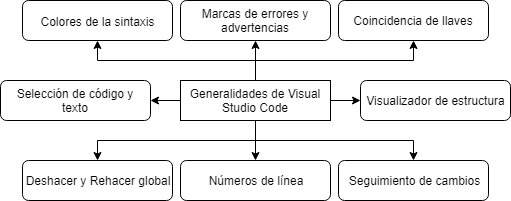 Colores de la sintaxis
Marcas de errores y
advertencias
Coincidencia de llaves
Selección de código y
texto
Generalidades de Visual
Studio Code
Visualizador de estructura
Deshacer y Rehacer global
Números de línea
Seguimiento de cambios